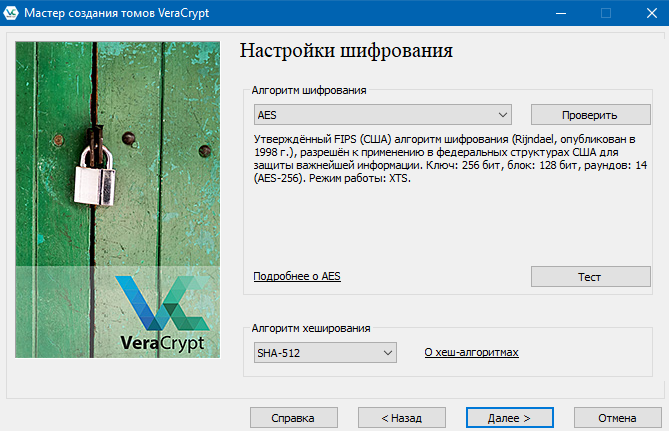 Мастер создания томов VeraCrypt
Настройки шифрования
Алгоритм шифрования
AES
Проверить
Утверждённый FIPS (США) алгоритм шифрования (Rijndael, опубликован в
1998 г.), разрешён к применению в федеральных структурах США для
защиты важнейшей информации. Ключ: 256 бит, блок: 128 бит, раундов: 14
(AES-256). Режим работы: XTS.
Подробнее о AES
Тест
VeraCrypt
Алгоритм хеширования
SHA-512
О хеш-алгоритмах
Справка
< Назад
Далее >
Отмена